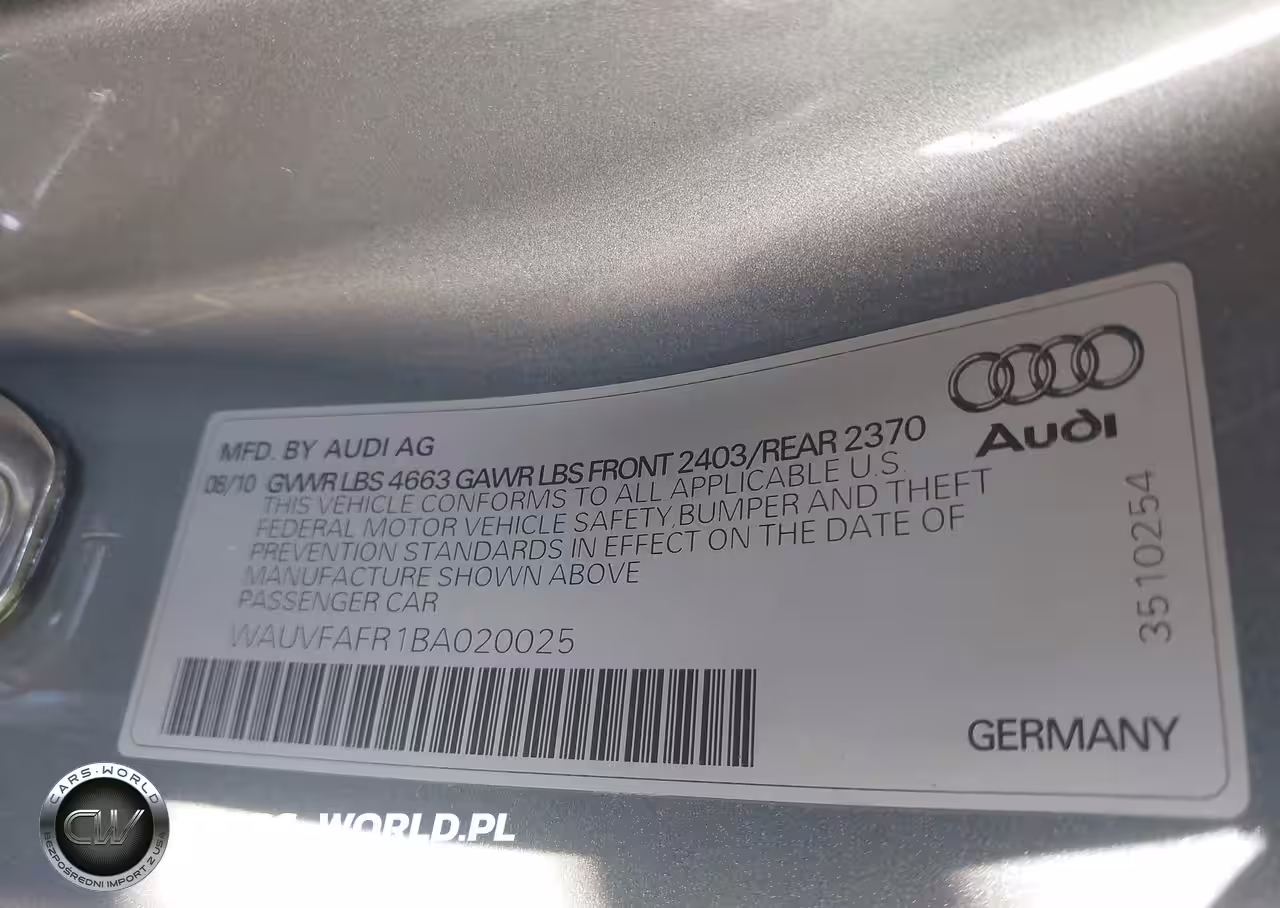 Audi
MFD. BY AUDI AG
08/10 GVWR LBS 4663 GAWR LBS FRONT 2403/REAR 2370
THIS VEHICLE CONFORMS TO ALL APPLICABLE U.S.
FEDERAL MOTOR VEHICLE SAFETY, BUMPER AND THEFT
PREVENTION STANDARDS IN EFFECT ON THE DATE OF
MANUFACTURE SHOWN ABOVE
PASSENGER CAR
WAUVFAFR1BA020025
3510254
GERMANY
CARS-WORLD
CW
BEZPOŚREDNI IMPORT Z USA
WORLD.PL